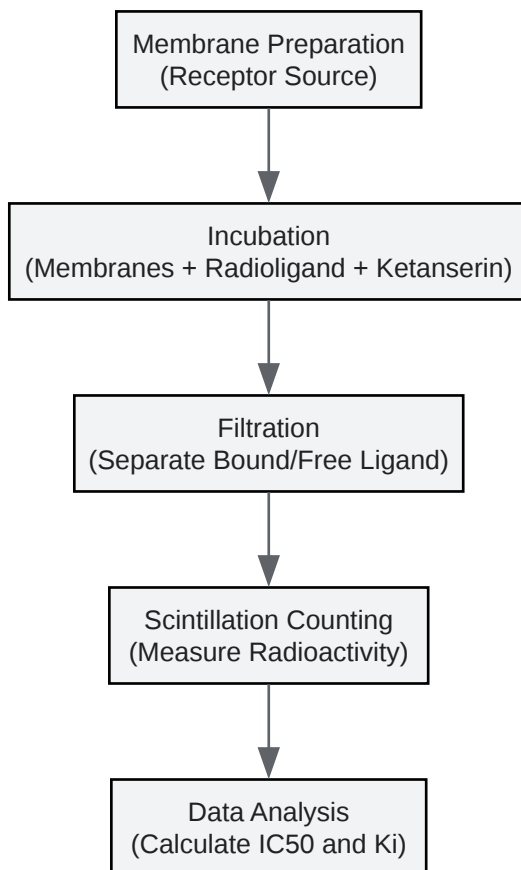 Membrane Preparation
(Receptor Source)
Incubation
(Membranes + Radioligand + Ketanserin)
Filtration
(Separate Bound/Free Ligand)
Scintillation Counting
(Measure Radioactivity)
Data Analysis
(Calculate IC50 and Ki)